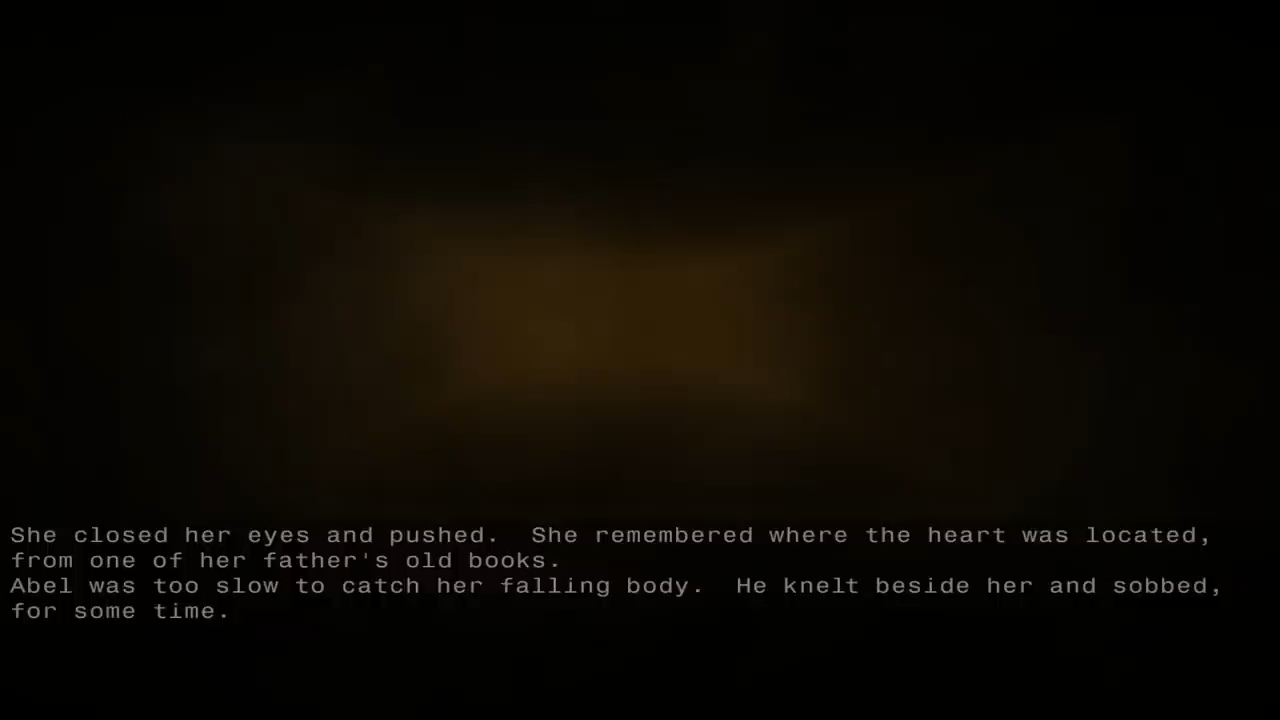 She closed her eyes and pushed.  She remembered where the heart was located,
from one of her father's old books.
Abel was too slow to catch her falling body.  He knelt beside her and sobbed,
for some time.